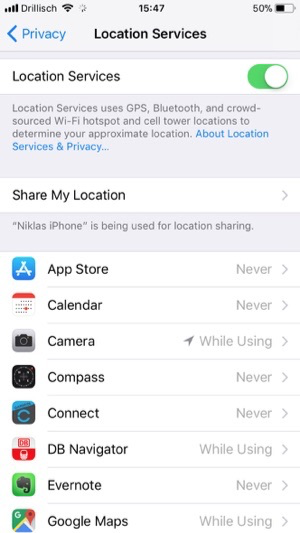 Drillisch 15:47 50%
Privacy Location Services
Location Services
Location Services uses GPS, Bluetooth, and crowd-
sourced Wi-Fi hotspot and cell tower locations to
determine your approximate location. About Location
Services & Privacy...
Share My Location
“Niklas iPhone” is being used for location sharing.
App Store Never
Calendar Never
Camera While Using
Compass Never
Connect Never
DB Navigator While Using
Evernote Never
Google Maps While Using